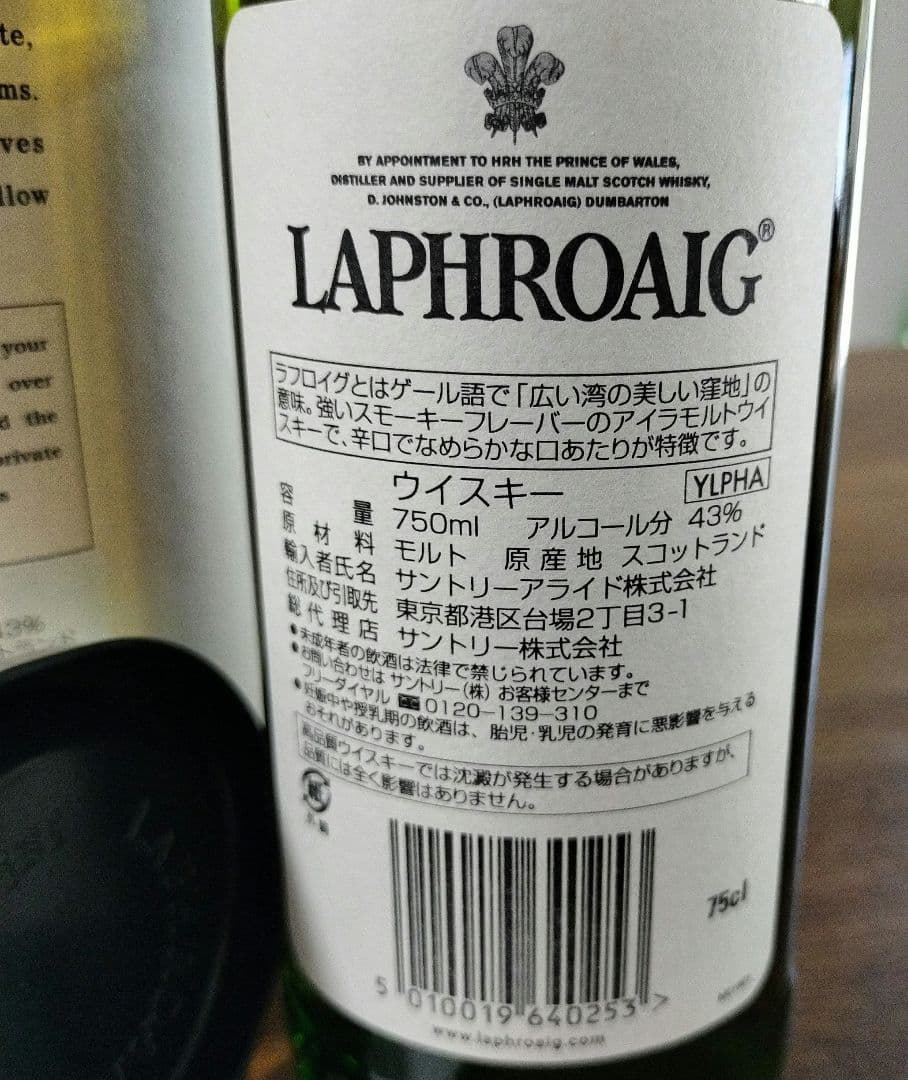 te,
ms.
ves
llow
your
over
the
private
s
3%
BY APPOINTMENT TO HRH THE PRINCE OF WALES,
DISTILLER AND SUPPLIER OF SINGLE MALT SCOTCH WHISKY,
D. JOHNSTON & CO., (LAPHROAIG) DUMBARTON
LAPHROAIG®
ラフロイグとはゲール語で「広い湾の美しい窪地」の
意味。強いスモーキーフレーバーのアイラモルトウイ
スキーで、辛口でなめらかな口あたりが特徴です。
ウイスキー YLPHA
容量 750ml アルコール分 43%
原材料 モルト 原産地 スコットランド
輸入者氏名 サントリーアライド株式会社
住所及び引取先 東京都港区台場2丁目3-1
総代理店 サントリー株式会社
●未成年者の飲酒は法律で禁じられています。
●お問い合わせは サントリー(株) お客様センターまで
フリーダイヤル 0120-139-310
●妊娠中や授乳期の飲酒は、胎児・乳児の発育に悪影響を与える
おそれがあります。
高品質ウイスキーでは沈澱が発生する場合がありますが、
品質には全く影響はありません。
紙
75cl
5 010019 640253 >
www.laphroaig.com